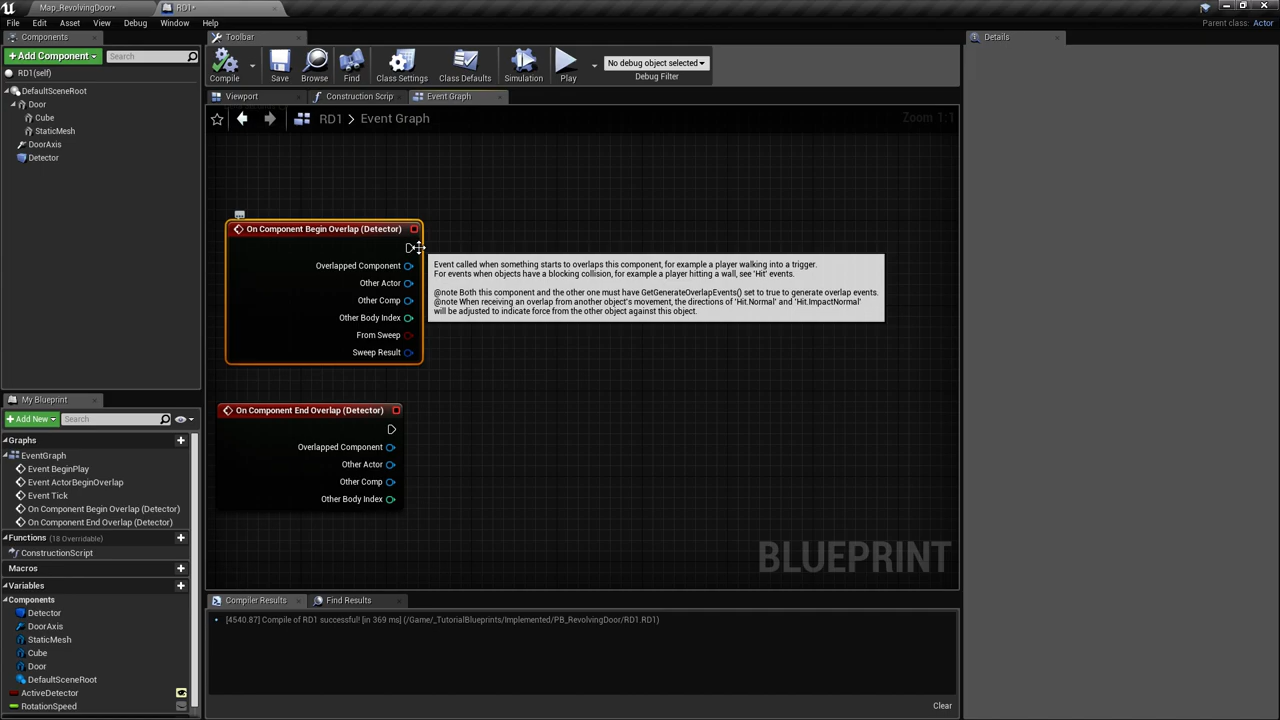 Map_RevolvingDoor*
RD1*
File Edit Asset View Debug Window Help
Parent class: Actor
Components
Toolbar
Details
+Add Component
Search
RD1(self)
DefaultSceneRoot
Door
Cube
StaticMesh
DoorAxis
Detector
Compile
Save
Browse
Find
Class Settings
Class Defaults
Simulation
Play
No debug object selected
Debug Filter
Viewport
Construction Scrip
Event Graph
RD1 > Event Graph
Zoom 1:1
On Component Begin Overlap (Detector)
Overlapped Component
Other Actor
Other Comp
Other Body Index
From Sweep
Sweep Result
Event called when something starts to overlaps this component, for example a player walking into a trigger.
For events when objects have a blocking collision, for example a player hitting a wall, see 'Hit' events.
@note Both this component and the other one must have GetGenerateOverlapEvents() set to true to generate overlap events.
@note When receiving an overlap from another object's movement, the directions of 'Hit.Normal' and 'Hit.ImpactNormal'
will be adjusted to indicate force from the other object against this object.
On Component End Overlap (Detector)
Overlapped Component
Other Actor
Other Comp
Other Body Index
BLUEPRINT
My Blueprint
+Add New
Search
Graphs
EventGraph
Event BeginPlay
Event ActorBeginOverlap
Event Tick
On Component Begin Overlap (Detector)
On Component End Overlap (Detector)
Functions (18 Overridable)
ConstructionScript
Macros
Variables
Components
Detector
DoorAxis
StaticMesh
Cube
Door
DefaultSceneRoot
ActiveDetector
RotationSpeed
Compiler Results
Find Results
[4540.87] Compile of RD1 successful! [in 369 ms] (/Game/_TutorialBlueprints/Implemented/PB_RevolvingDoor/RD1.RD1)
Clear